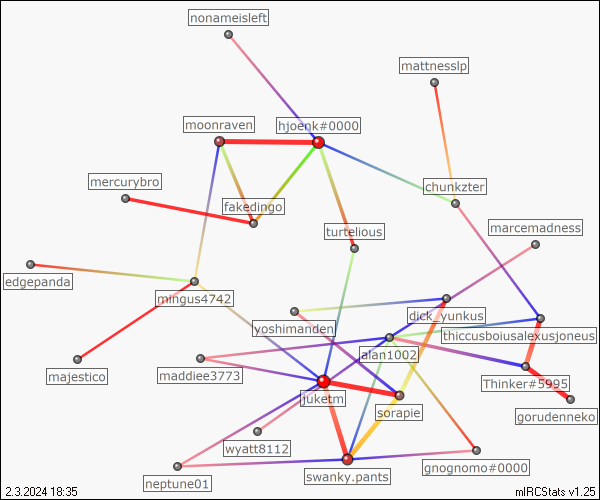 nonameisleft
mattnesslp
moonraven
hjoenk#0000
mercurybro
chunkzter
fakedingo
turtelious
marcemadness
edgepanda
mingus4742
dick_yunkus
yoshimanden
thiccusboiusalexusjoneus
alan1002
majestico
maddiee3773
Thinker#5995
juketm
sorapie
gorudenneko
wyatt8112
gnognomo#0000
swanky.pants
neptune01
2.3.2024 18:35
mIRCStats v1.25